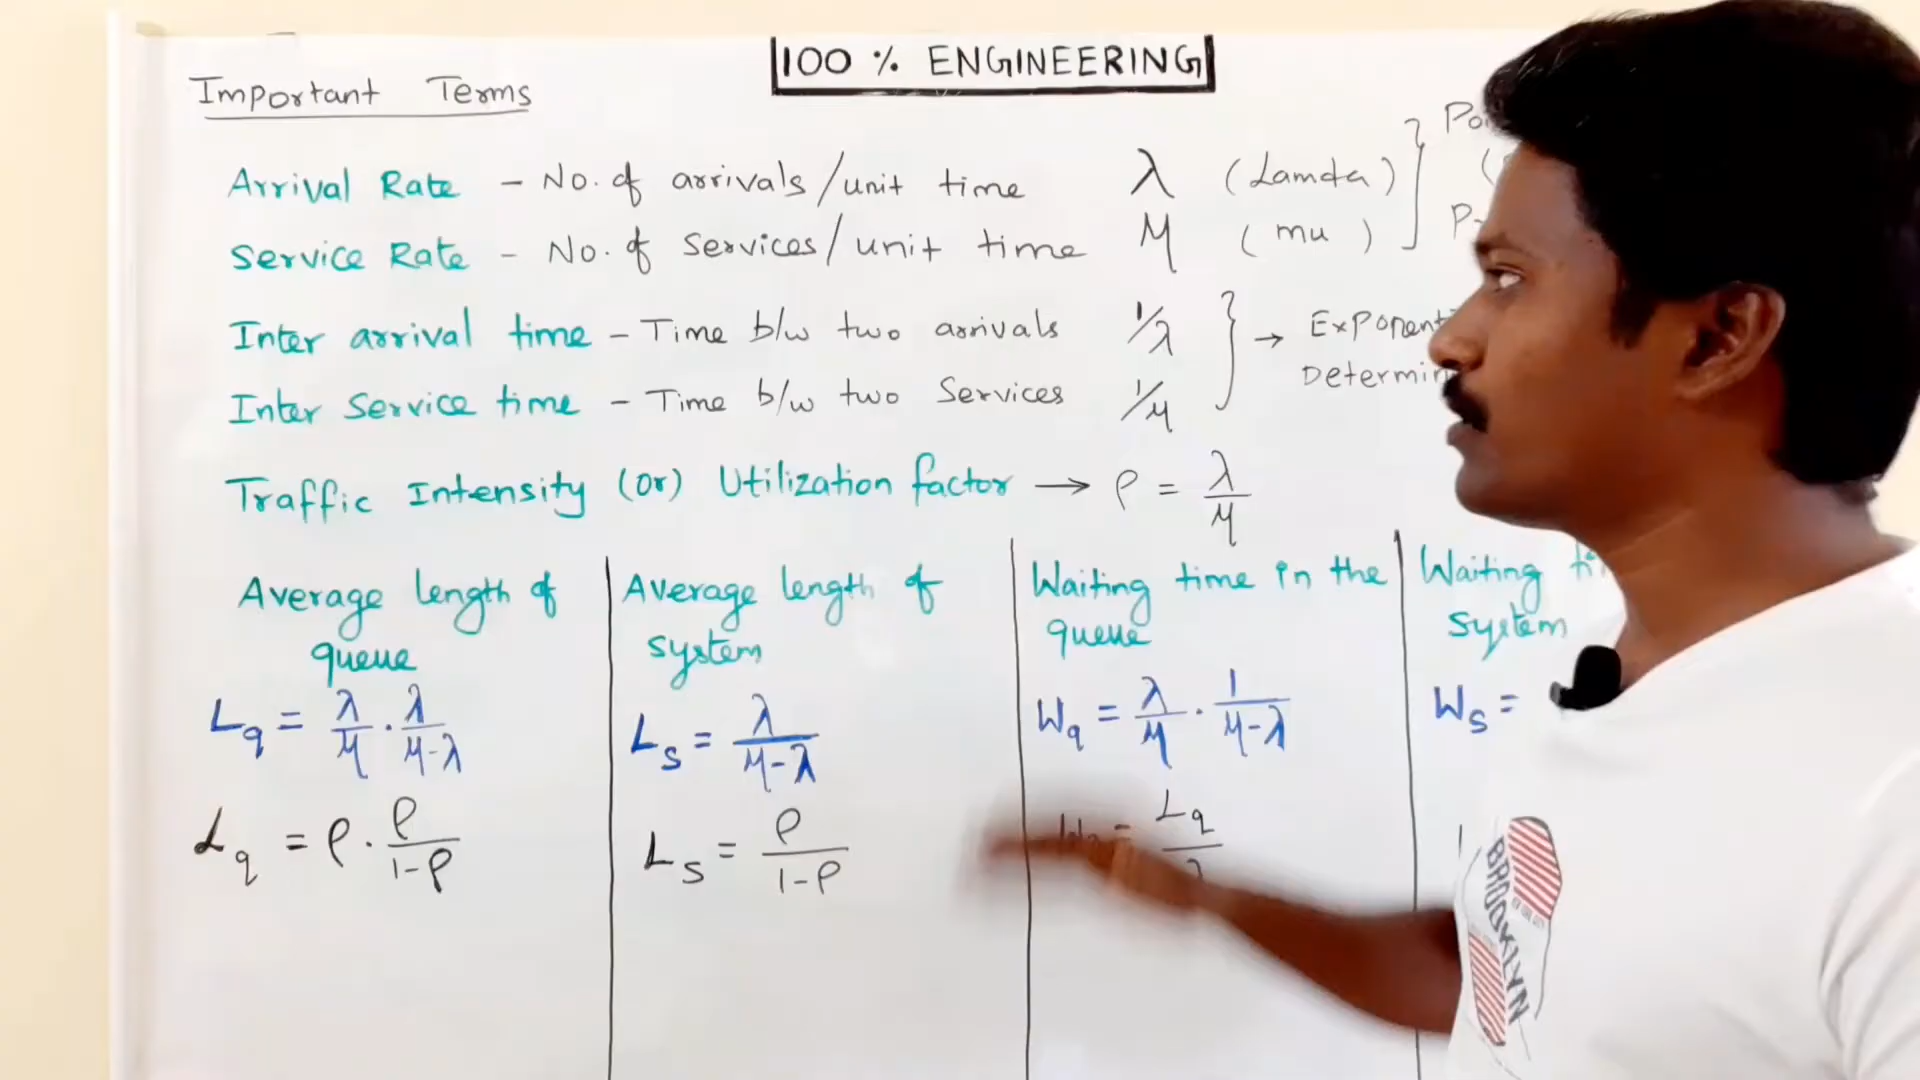 100 % ENGINEERING
Important Terms
Arrival Rate - No. of arrivals/unit time λ (Lamda)
Service Rate - No. of services/unit time μ (mu)
Inter arrival time - Time b/w two arrivals 1/λ
Inter Service time - Time b/w two Services 1/μ
→ Exponent
Determin
Traffic Intensity (or) Utilization factor → ρ = λ/μ
Average length of
queue
Lq = λ/μ · λ/μ-λ
Lq = ρ · ρ/1-ρ
Average length of
system
Ls = λ/μ-λ
Ls = ρ/1-ρ
Waiting time in the
queue
Wq = λ/μ · 1/μ-λ
Lq
Waiting
system
Ws =
BROOKLYN